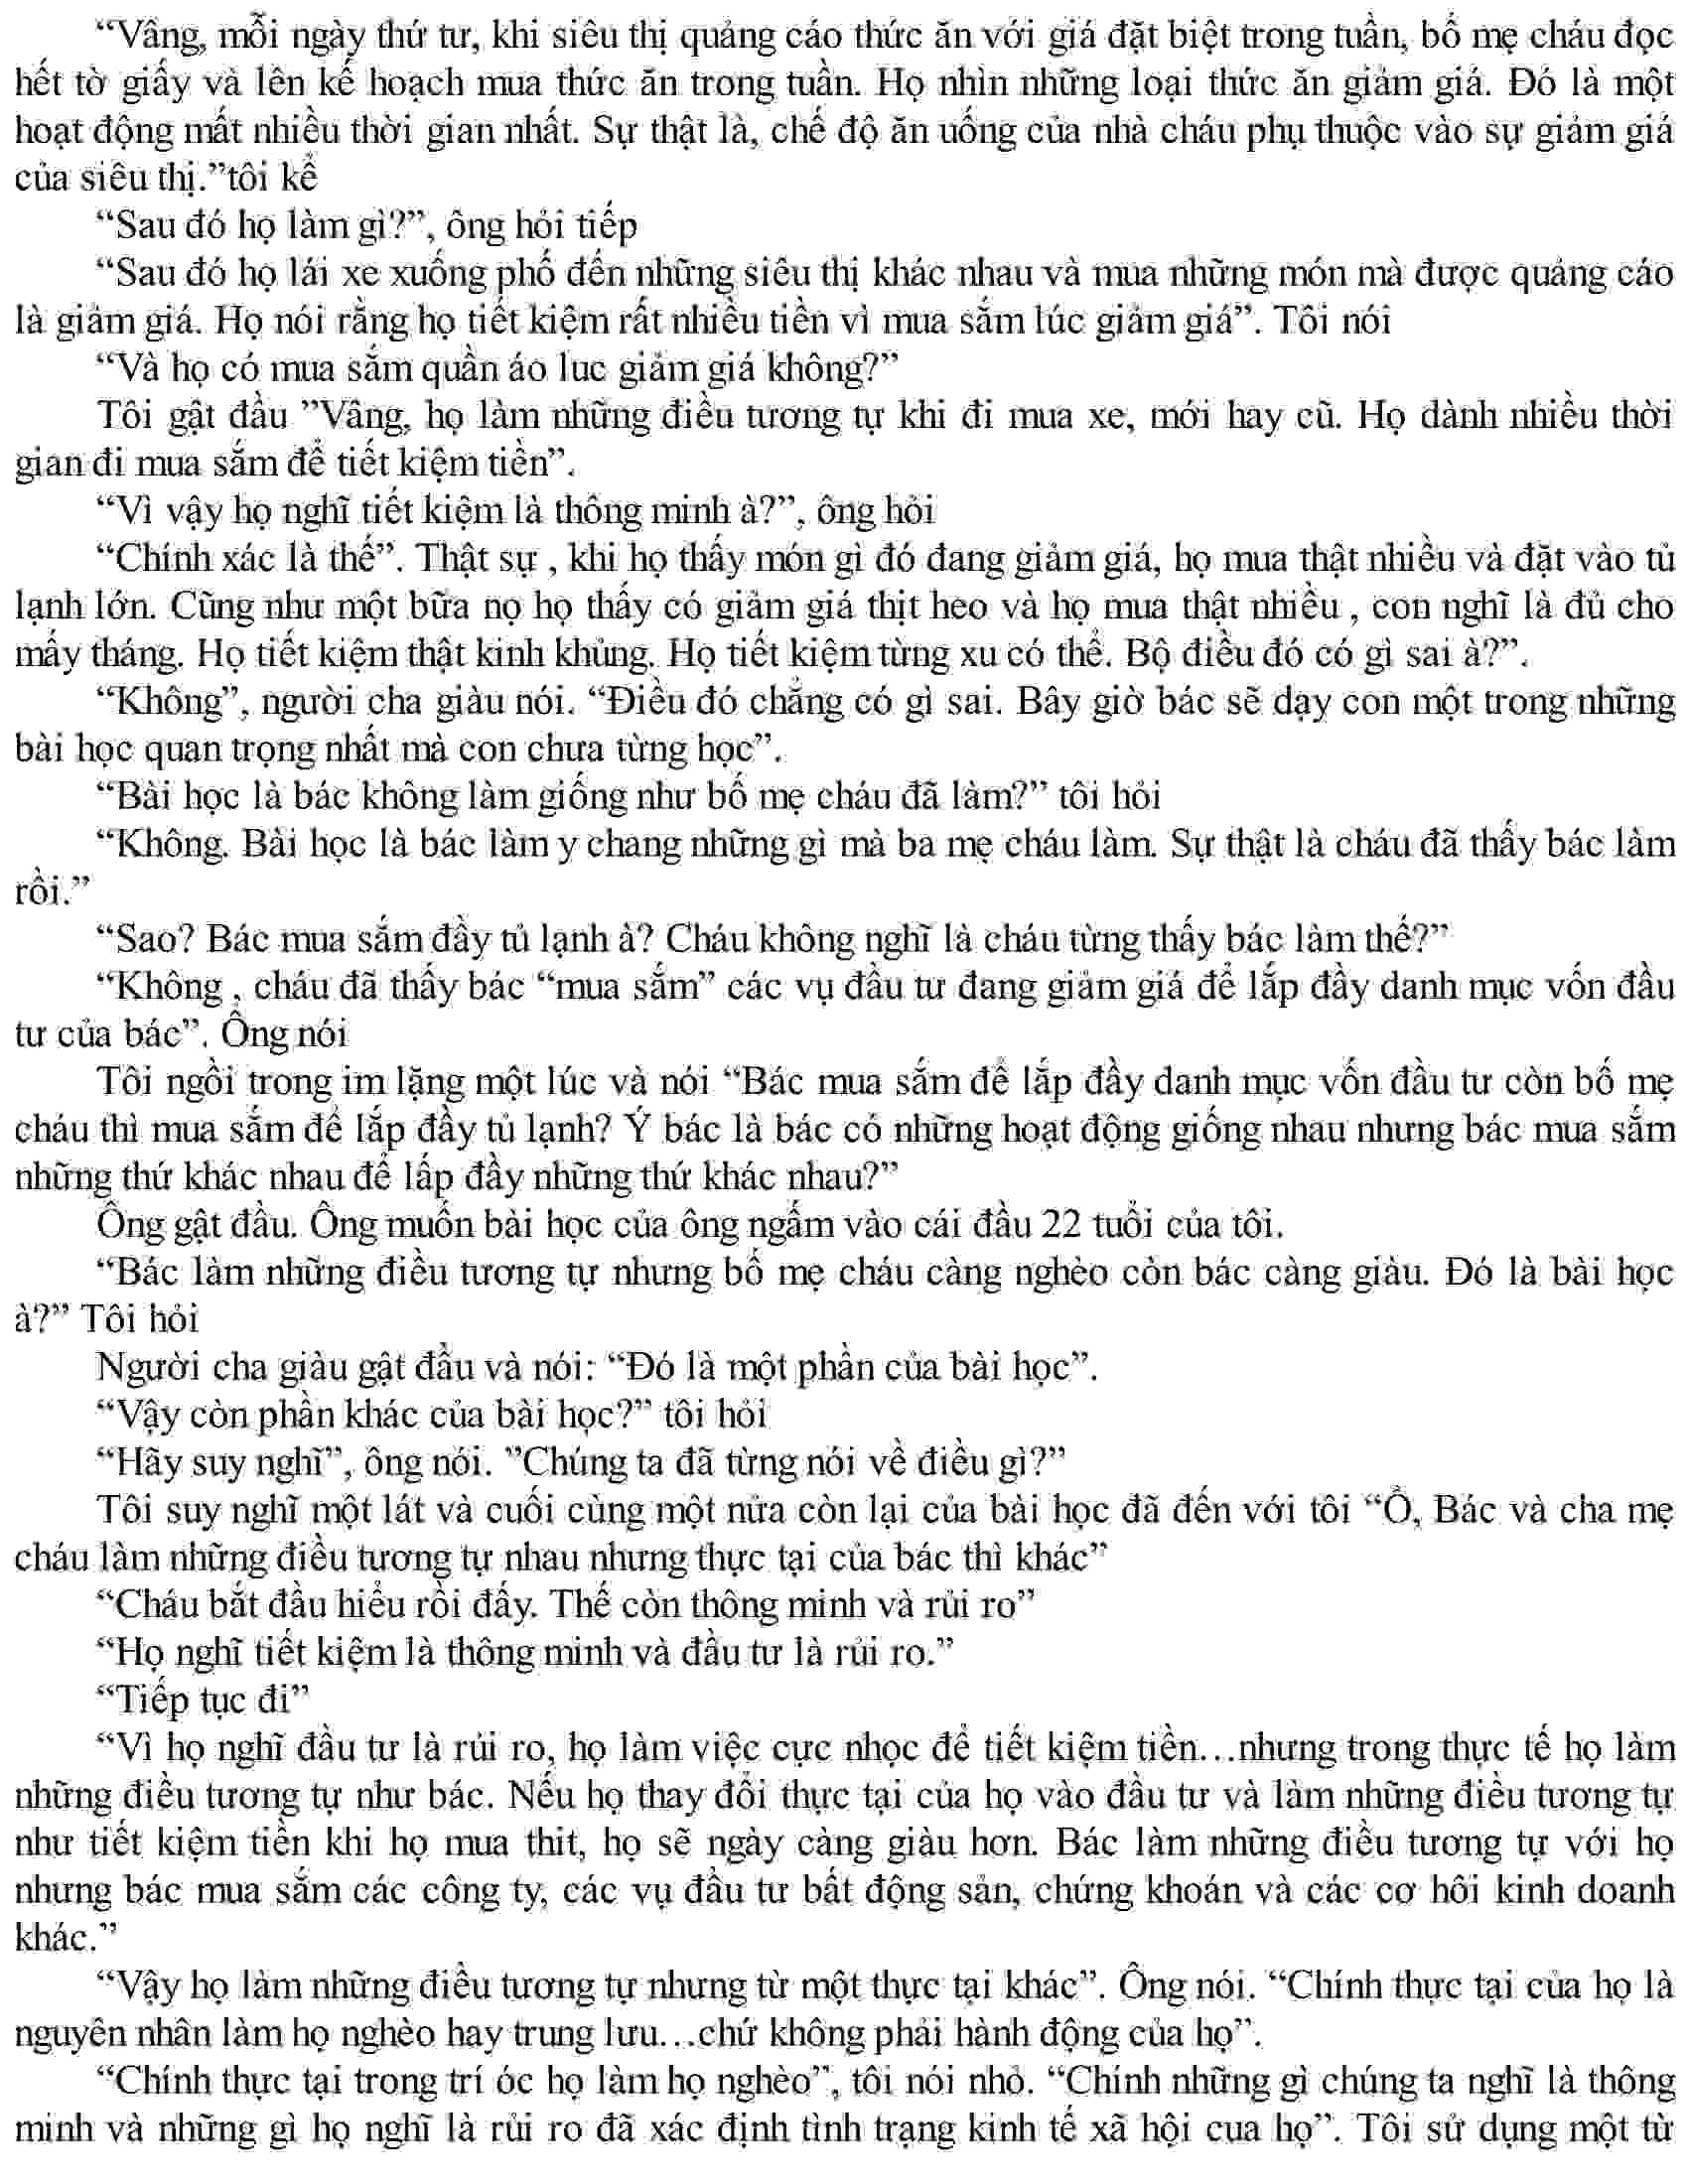 “Vâng, mỗi ngày thứ tư, khi siêu thị quảng cáo thức ăn với giá đặt biệt trong tuần, bố mẹ cháu đọc
hết tờ giấy và lên kế hoạch mua thức ăn trong tuần. Họ nhìn những loại thức ăn giảm giá. Đó là một
hoạt động mất nhiều thời gian nhất. Sự thật là, chế độ ăn uống của nhà cháu phụ thuộc vào sự giảm giá
của siêu thị.”tôi kể
“Sau đó họ làm gì?”, ông hỏi tiếp
“Sau đó họ lái xe xuống phố đến những siêu thị khác nhau và mua những món mà được quảng cáo
là giảm giá. Họ nói rằng họ tiết kiệm rất nhiều tiền vì mua sắm lúc giảm giá”. Tôi nói
“Và họ có mua sắm quần áo luc giảm giá không?”
Tôi gật đầu ”Vâng, họ làm những điều tương tự khi đi mua xe, mới hay cũ. Họ dành nhiều thời
gian đi mua sắm để tiết kiệm tiền”.
“Vì vậy họ nghĩ tiết kiệm là thông minh à?”, ông hỏi
“Chính xác là thế”. Thật sự , khi họ thấy món gì đó đang giảm giá, họ mua thật nhiều và đặt vào tủ
lạnh lớn. Cũng như một bữa nọ họ thấy có giảm giá thịt heo và họ mua thật nhiều , con nghĩ là đủ cho
mấy tháng. Họ tiết kiệm thật kinh khủng. Họ tiết kiệm từng xu có thể. Bộ điều đó có gì sai à?”.
“Không”, người cha giàu nói. “Điều đó chẳng có gì sai. Bây giờ bác sẽ dạy con một trong những
bài học quan trọng nhất mà con chưa từng học”.
“Bài học là bác không làm giống như bố mẹ cháu đã làm?” tôi hỏi
“Không. Bài học là bác làm y chang những gì mà ba mẹ cháu làm. Sự thật là cháu đã thấy bác làm
rồi.”
“Sao? Bác mua sắm đầy tủ lạnh à? Cháu không nghĩ là cháu từng thấy bác làm thế?”
“Không , cháu đã thấy bác “mua sắm” các vụ đầu tư đang giảm giá để lắp đầy danh mục vốn đầu
tư của bác”. Ông nói
Tôi ngồi trong im lặng một lúc và nói “Bác mua sắm để lắp đầy danh mục vốn đầu tư còn bố mẹ
cháu thì mua sắm để lắp đầy tủ lạnh? Ý bác là bác có những hoạt động giống nhau nhưng bác mua sắm
những thứ khác nhau để lấp đầy những thứ khác nhau?”
Ông gật đầu. Ông muốn bài học của ông ngấm vào cái đầu 22 tuổi của tôi.
“Bác làm những điều tương tự nhưng bố mẹ cháu càng nghèo còn bác càng giàu. Đó là bài học
à?” Tôi hỏi
Người cha giàu gật đầu và nói: “Đó là một phần của bài học”.
“Vậy còn phần khác của bài học?” tôi hỏi
“Hãy suy nghĩ”, ông nói. ”Chúng ta đã từng nói về điều gì?”
Tôi suy nghĩ một lát và cuối cùng một nửa còn lại của bài học đã đến với tôi “Ồ, Bác và cha mẹ
cháu làm những điều tương tự nhau nhưng thực tại của bác thì khác”
“Cháu bắt đầu hiểu rồi đấy. Thế còn thông minh và rủi ro”
“Họ nghĩ tiết kiệm là thông minh và đầu tư là rủi ro.”
“Tiếp tục đi”
“Vì họ nghĩ đầu tư là rủi ro, họ làm việc cực nhọc để tiết kiệm tiền…nhưng trong thực tế họ làm
những điều tương tự như bác. Nếu họ thay đổi thực tại của họ vào đầu tư và làm những điều tương tự
như tiết kiệm tiền khi họ mua thit, họ sẽ ngày càng giàu hơn. Bác làm những điều tương tự với họ
nhưng bác mua sắm các công ty, các vụ đầu tư bất động sản, chứng khoán và các cơ hôi kinh doanh
khác.”
“Vậy họ làm những điều tương tự nhưng từ một thực tại khác”. Ông nói. “Chính thực tại của họ là
nguyên nhân làm họ nghèo hay trung lưu…chứ không phải hành động của họ”.
“Chính thực tại trong trí óc họ làm họ nghèo”, tôi nói nhỏ. “Chính những gì chúng ta nghĩ là thông
minh và những gì họ nghĩ là rủi ro đã xác định tình trạng kinh tế xã hội cua họ”. Tôi sử dụng một từ